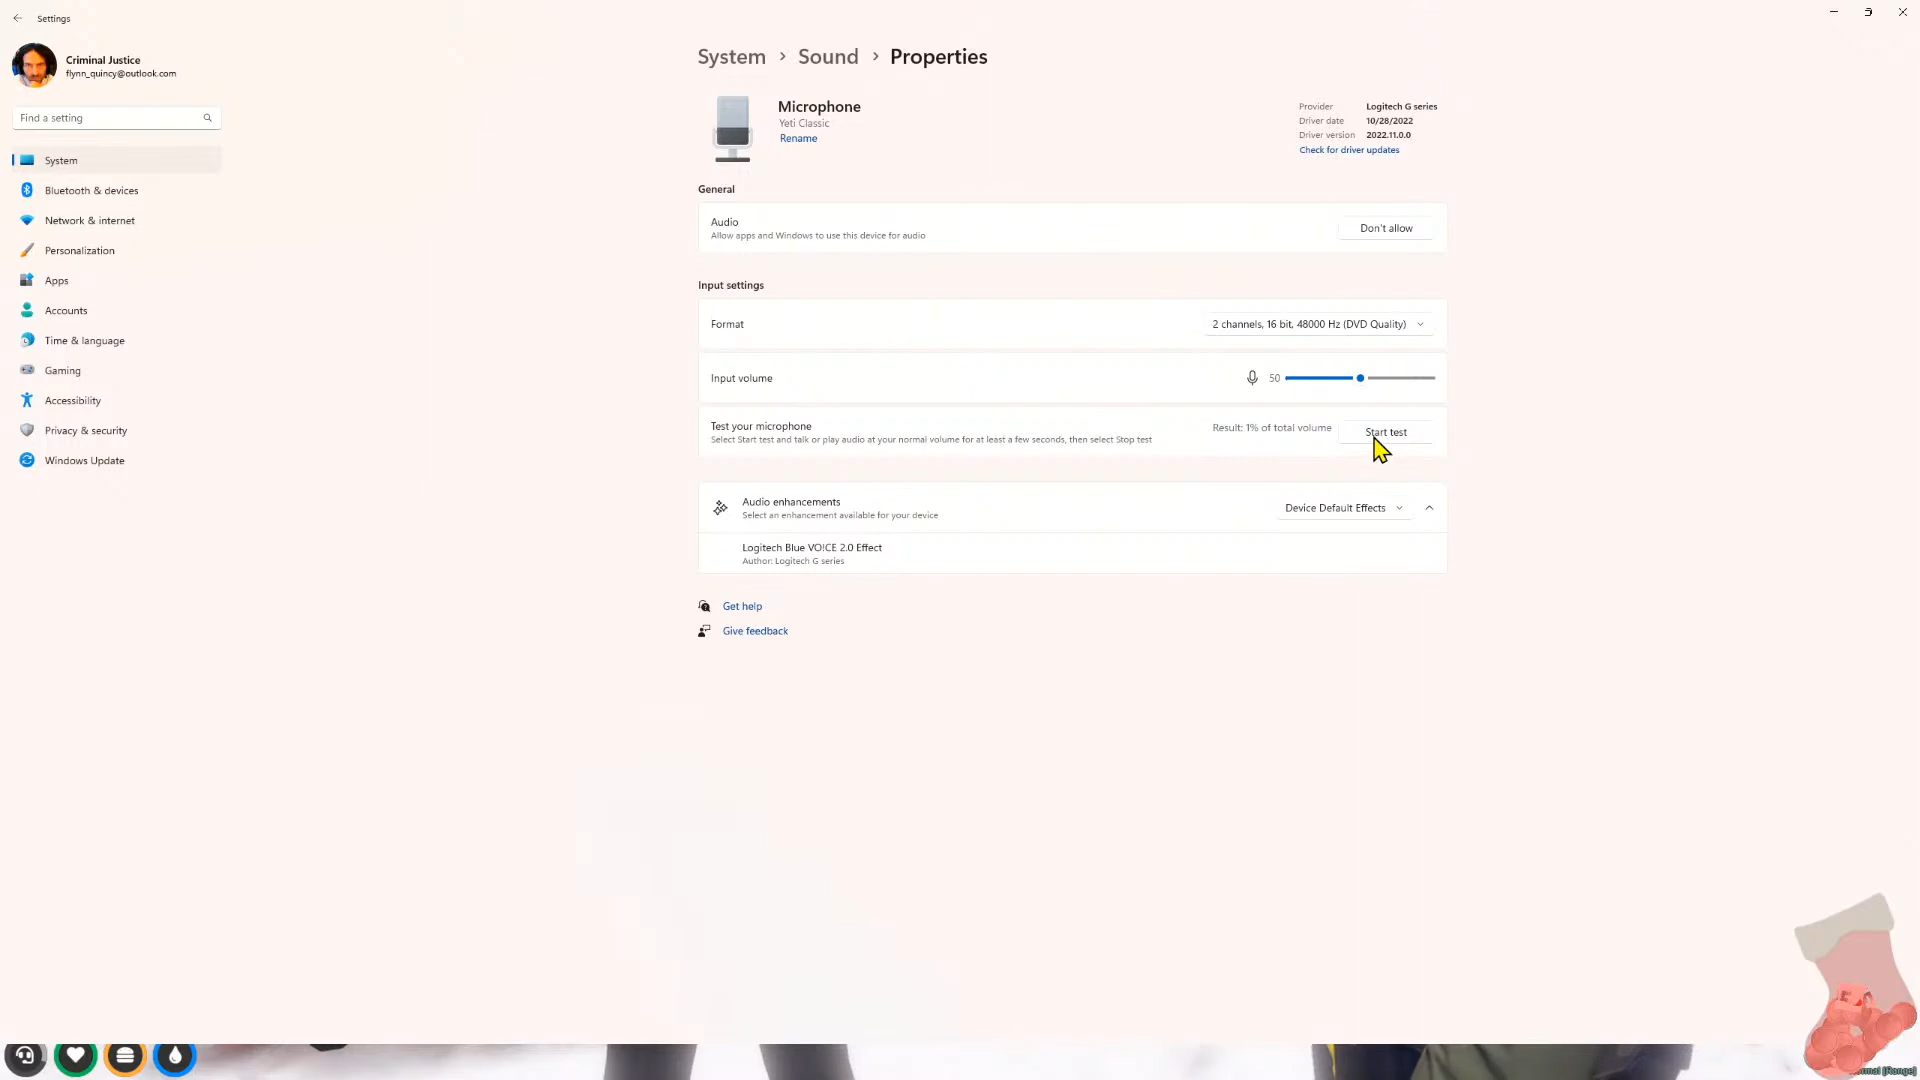 Settings
Criminal Justice
flynn_quincy@outlook.com
Find a setting
System
Bluetooth & devices
Network & internet
Personalization
Apps
Accounts
Time & language
Gaming
Accessibility
Privacy & security
Windows Update
System > Sound > Properties
Microphone
Yeti Classic
Rename
Provider Logitech G series
Driver date 10/28/2022
Driver version 2022.11.0.0
Check for driver updates
General
Audio
Allow apps and Windows to use this device for audio
Don't allow
Input settings
Format
2 channels, 16 bit, 48000 Hz (DVD Quality)
Input volume
50
Test your microphone
Select Start test and talk or play audio at your normal volume for at least a few seconds, then select Stop test
Result: 1% of total volume
Start test
Audio enhancements
Select an enhancement available for your device
Device Default Effects
Logitech Blue VO!CE 2.0 Effect
Author: Logitech G series
Get help
Give feedback
[Range]